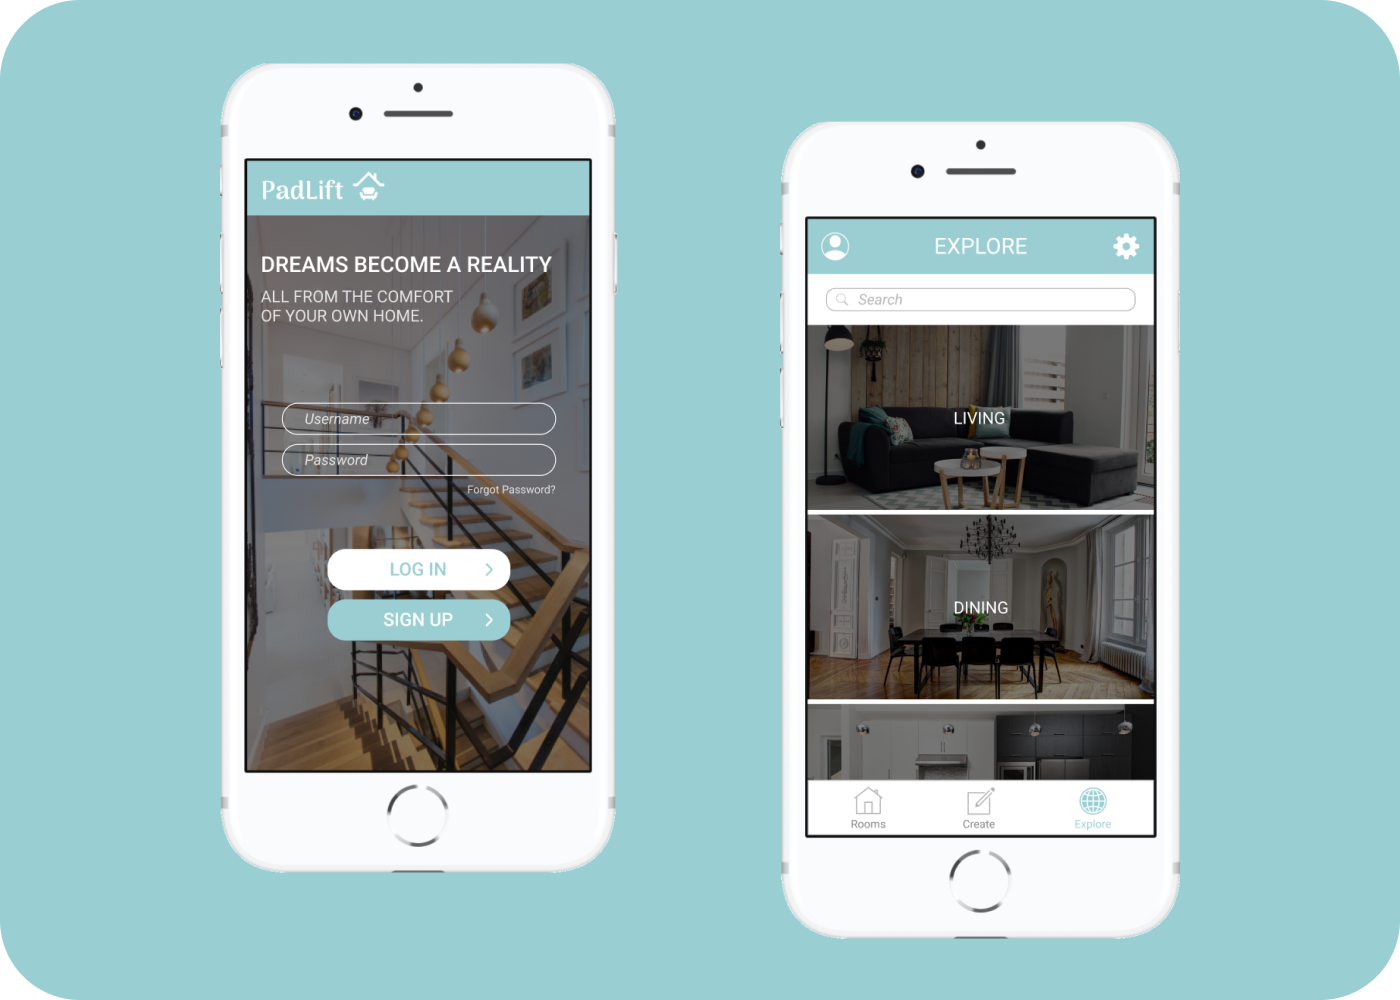 PadLift
DREAMS BECOME A REALITY
ALL FROM THE COMFORT
OF YOUR OWN HOME.
Username
Password
Forgot Password?
LOG IN
SIGN UP
EXPLORE
Search
LIVING
DINING
Rooms
Create
Explore